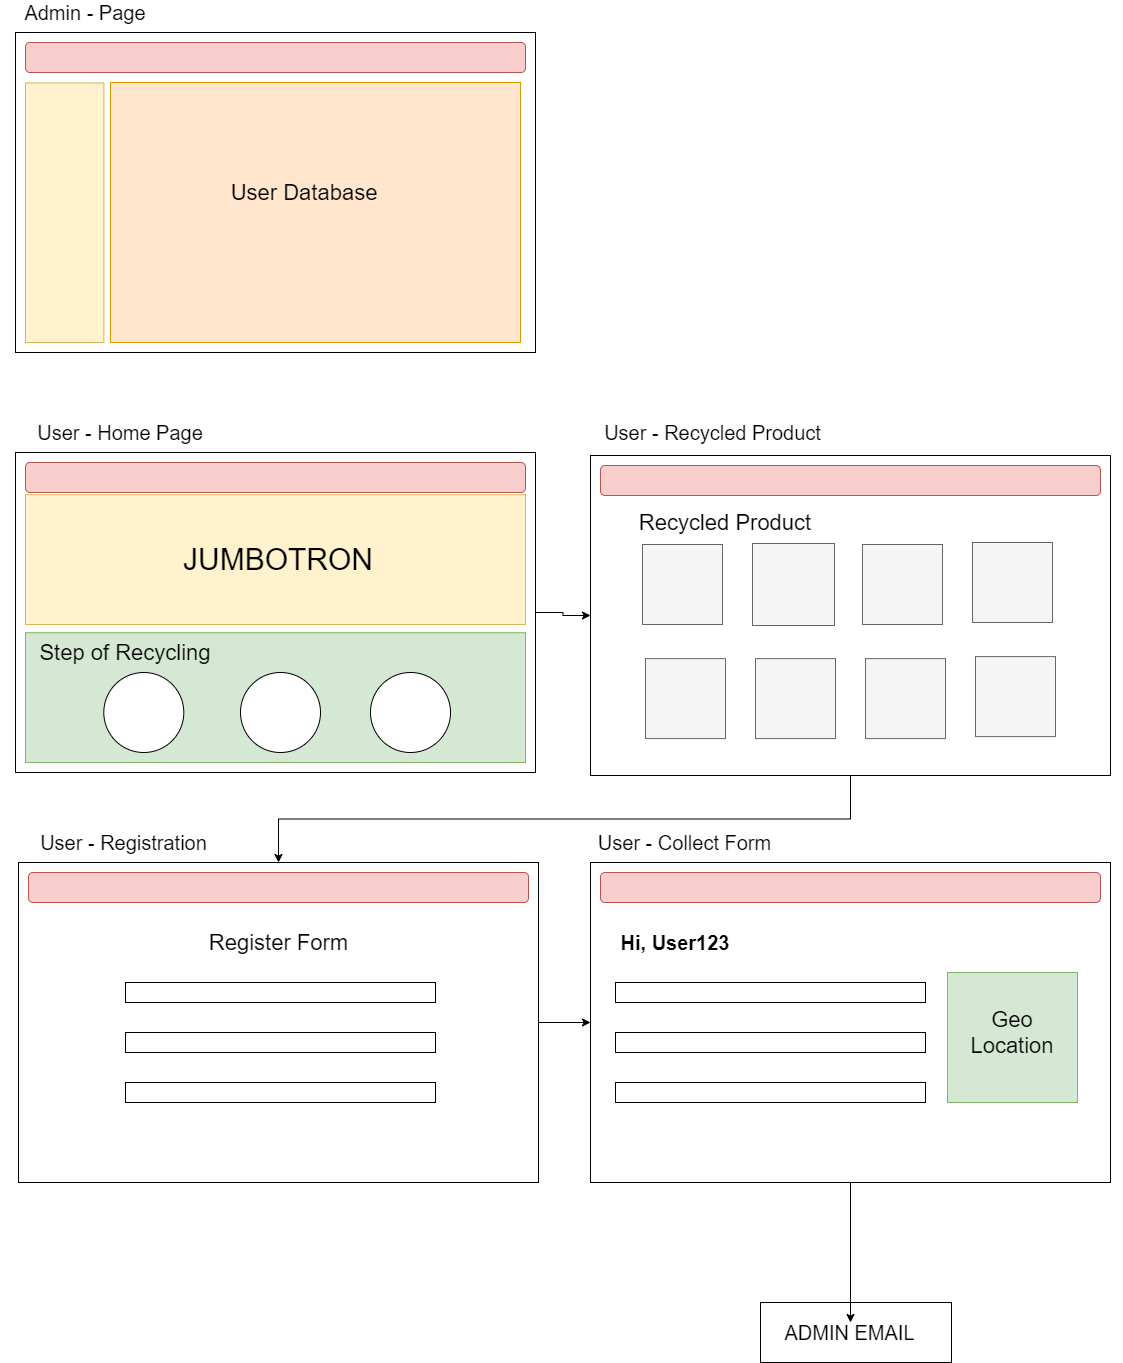 Admin - Page
User Database
User - Home Page
JUMBOTRON
Step of Recycling
User - Recycled Product
Recycled Product
User - Registration
Register Form
User - Collect Form
Hi, User123
Geo
Location
ADMIN EMAIL